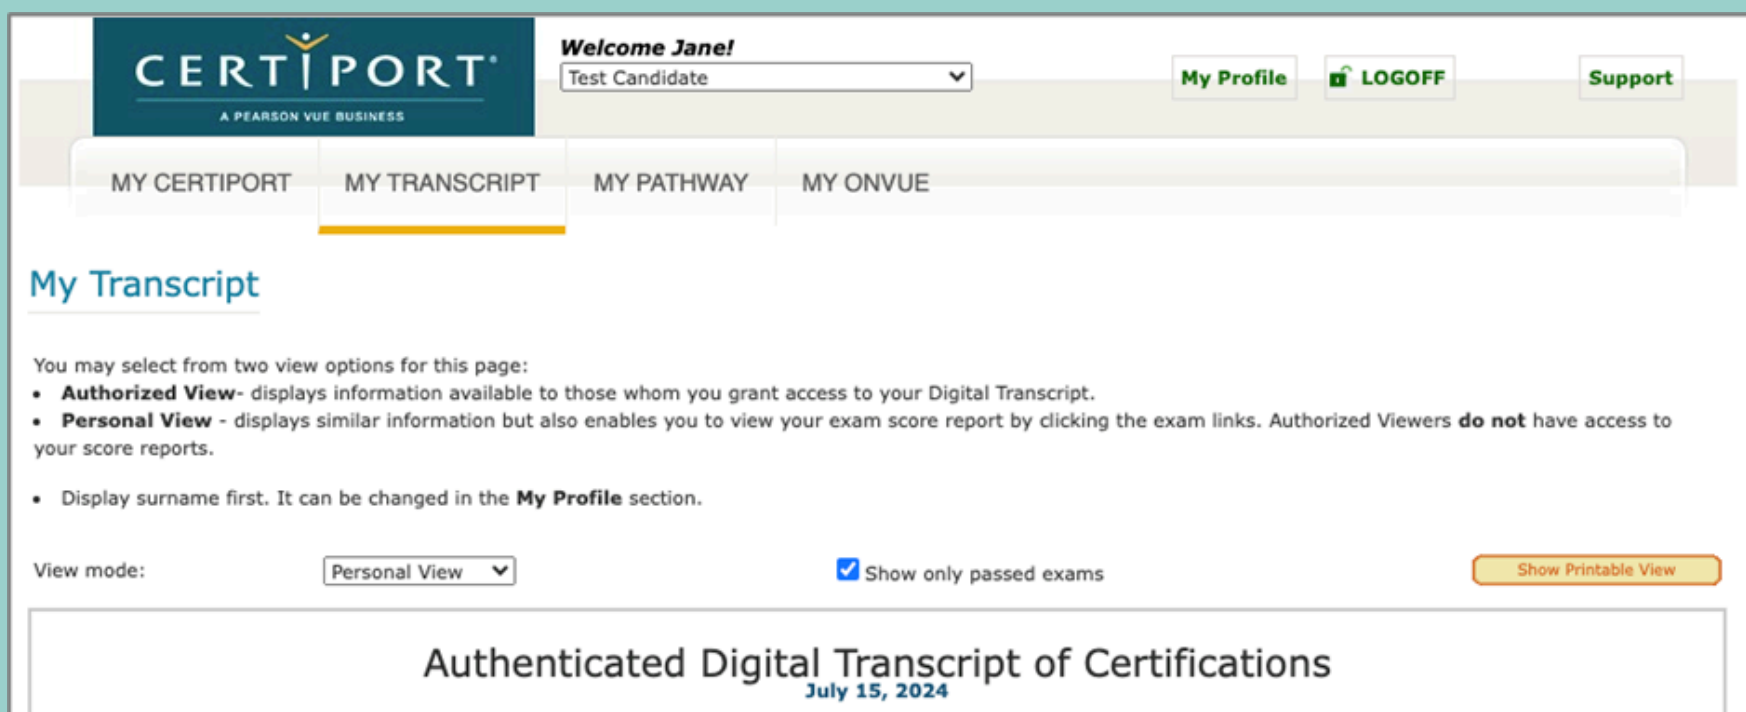 CERTIPORT
A PEARSON VUE BUSINESS
Welcome Jane!
Test Candidate
My Profile
LOGOFF
Support
MY CERTIPORT
MY TRANSCRIPT
MY PATHWAY
MY ONVUE
My Transcript
You may select from two view options for this page:
• Authorized View- displays information available to those whom you grant access to your Digital Transcript.
• Personal View - displays similar information but also enables you to view your exam score report by clicking the exam links. Authorized Viewers do not have access to
your score reports.
• Display surname first. It can be changed in the My Profile section.
View mode:
Personal View
Show only passed exams
Show Printable View
Authenticated Digital Transcript of Certifications
July 15, 2024